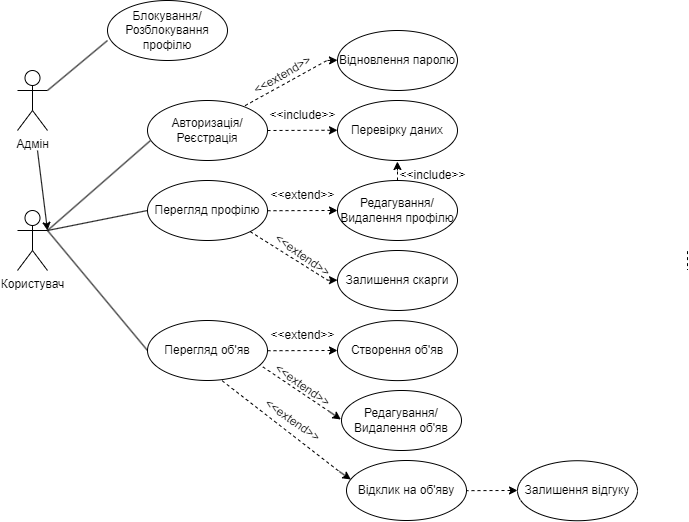 Блокування/
Розблокування
профілю
Адмін
Користувач
Авторизація/
Реєстрація
<<extend>>
Відновлення паролю
<<include>>
Перевірку даних
<<include>>
Перегляд профілю
<<extend>>
Редагування/
Видалення профілю
<<extend>>
Залишення скарги
Перегляд об'яв
<<extend>>
Створення об'яв
<<extend>>
Редагування/
Видалення об'яв
<<extend>>
Відклик на об'яву
Залишення відгуку